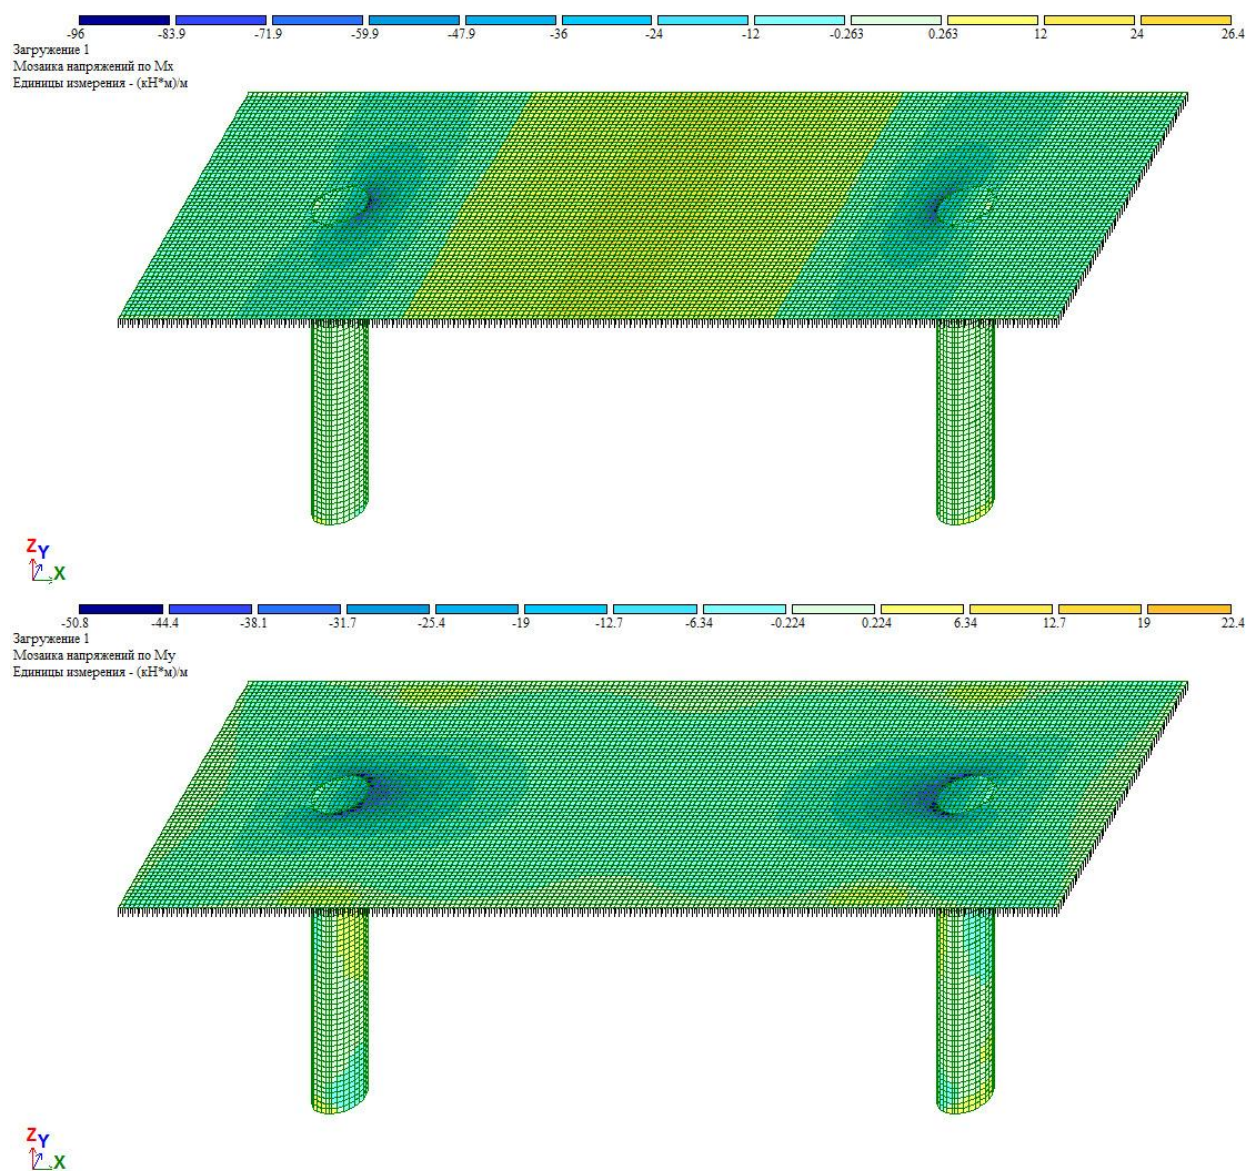 -96 -83.9 -71.9 -59.9 -47.9 -36 -24 -12 -0.263 0.263 12 24 26.4
Загружение 1
Мозаика напряжений по Mx
Единицы измерения - (кН*м)/м
Z Y
X
-50.8 -44.4 -38.1 -31.7 -25.4 -19 -12.7 -6.34 -0.224 0.224 6.34 12.7 19 22.4
Загружение 1
Мозаика напряжений по My
Единицы измерения - (кН*м)/м
Z Y
X